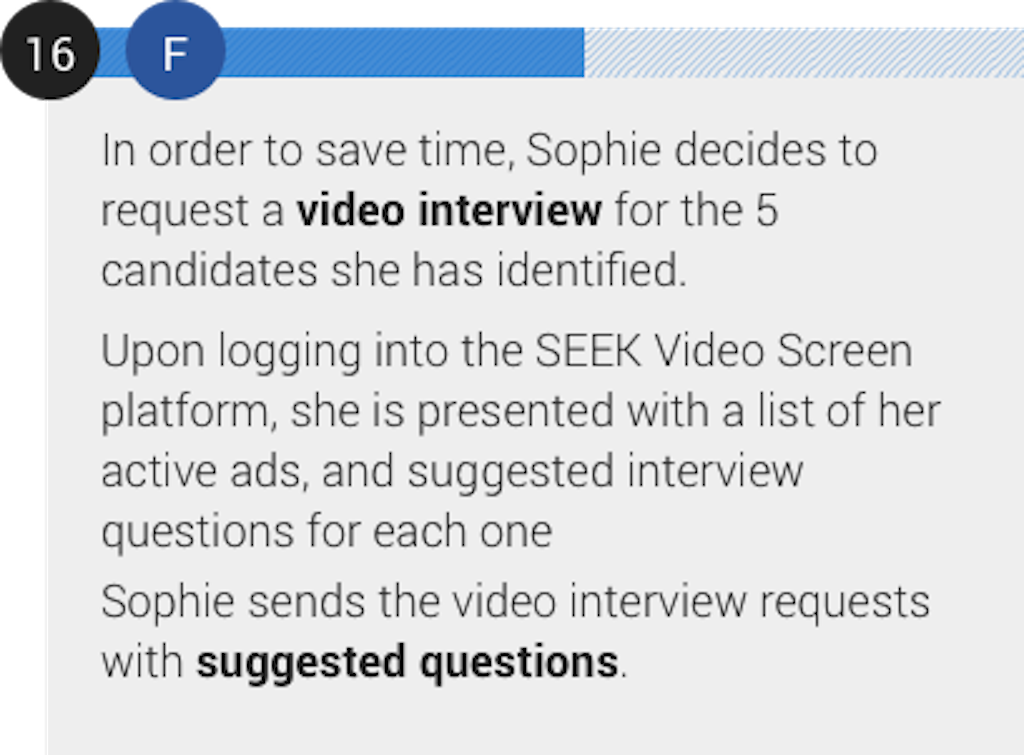 16 F
In order to save time, Sophie decides to
request a video interview for the 5
candidates she has identified.
Upon logging into the SEEK Video Screen
platform, she is presented with a list of her
active ads, and suggested interview
questions for each one
Sophie sends the video interview requests
with suggested questions.